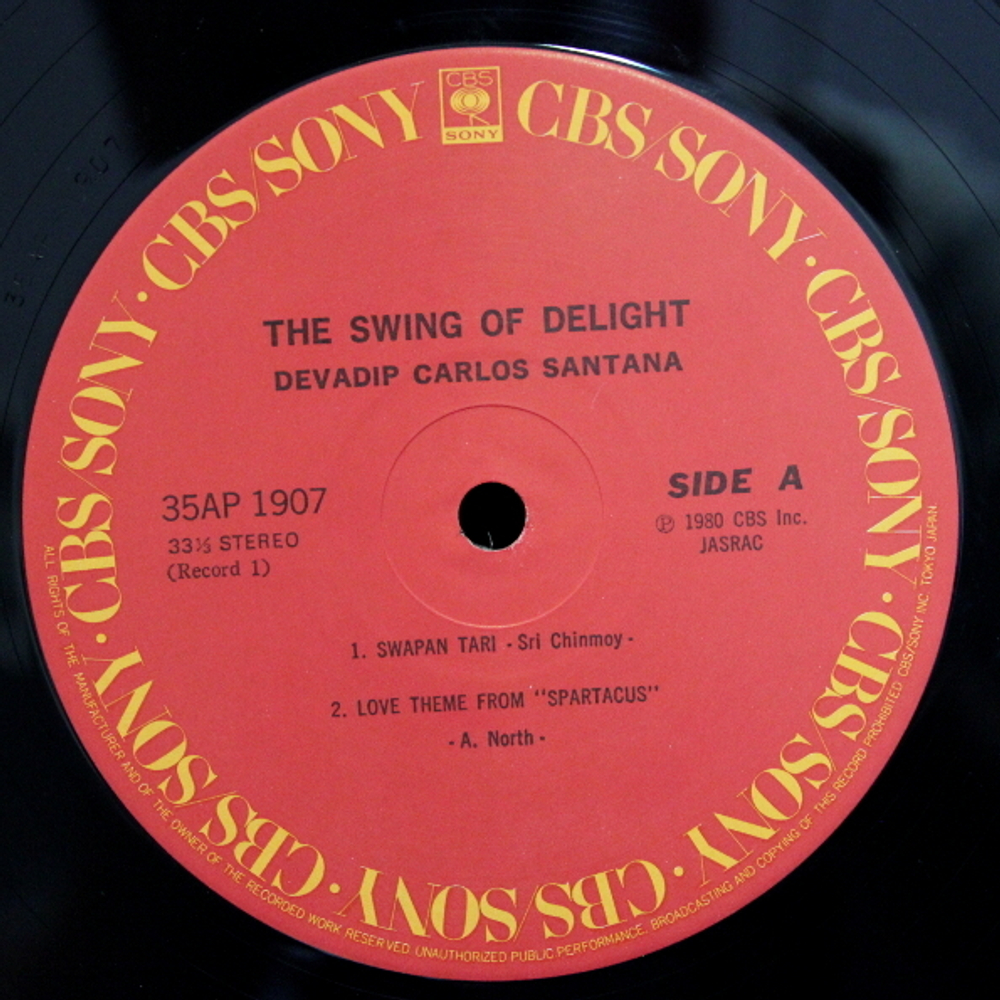 CBS
SONY
CBS/SONY · CBS/SONY · CBS/SONY · CBS/SONY · CBS/SONY · CBS/SONY · CBS/SONY · CBS/SONY
THE SWING OF DELIGHT
DEVADIP CARLOS SANTANA
35AP 1907
33⅓ STEREO
(Record 1)
SIDE A
℗ 1980 CBS Inc.
JASRAC
1. SWAPAN TARI - Sri Chinmoy -
2. LOVE THEME FROM "SPARTACUS"
- A. North -
ALL RIGHTS OF THE MANUFACTURER AND OF THE OWNER OF THE RECORDED WORK RESERVED. UNAUTHORIZED PUBLIC PERFORMANCE. BROADCASTING AND COPYING OF THIS RECORD PROHIBITED CBS/SONY INC. TOKYO JAPAN